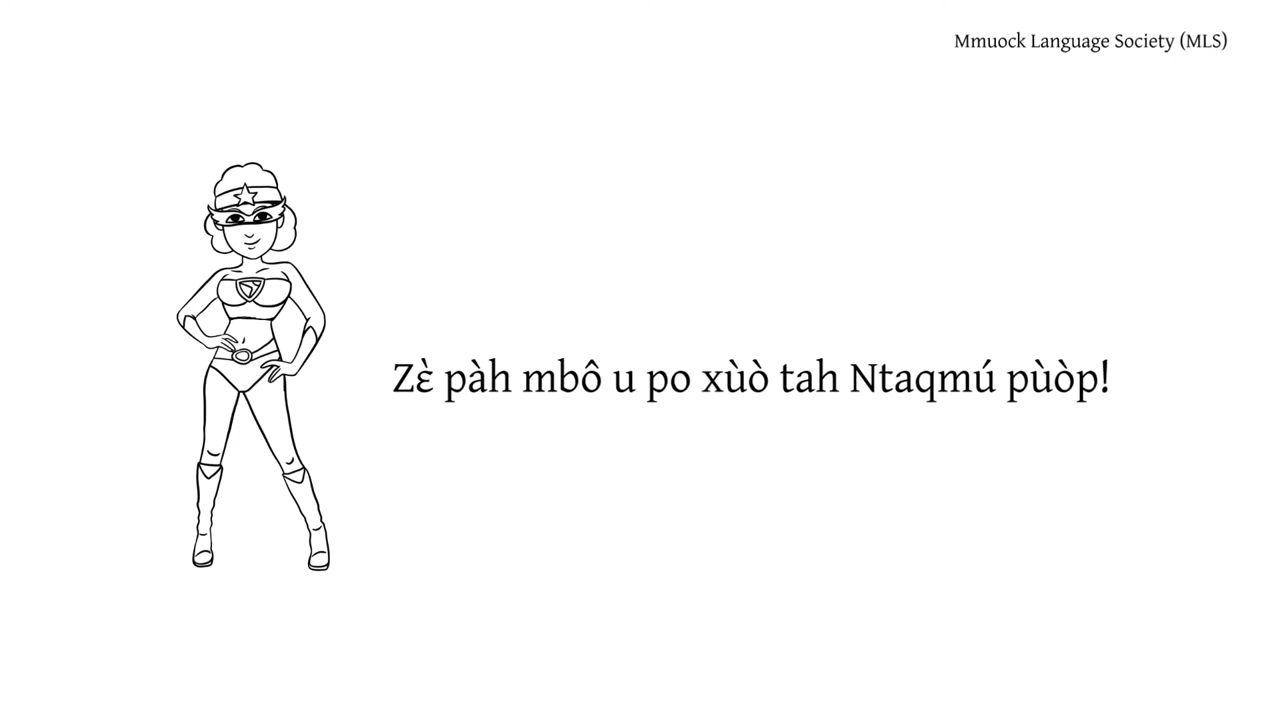 Mmuock Language Society (MLS)
Zɛ̀ pàh mbô u po xùò tah Ntaqmú pùòp!